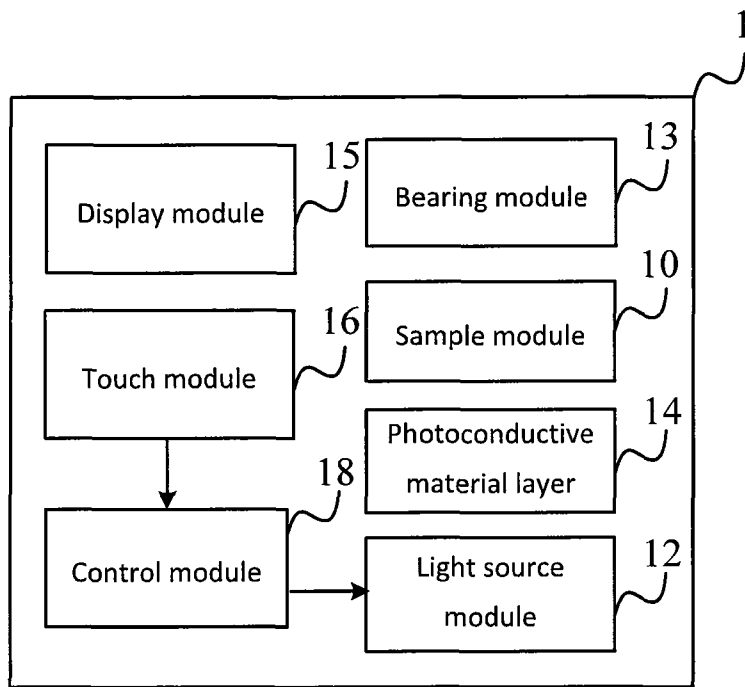 1
15
Display module
13
Bearing module
16
Touch module
10
Sample module
14
Photoconductive
material layer
18
Control module
12
Light source
module